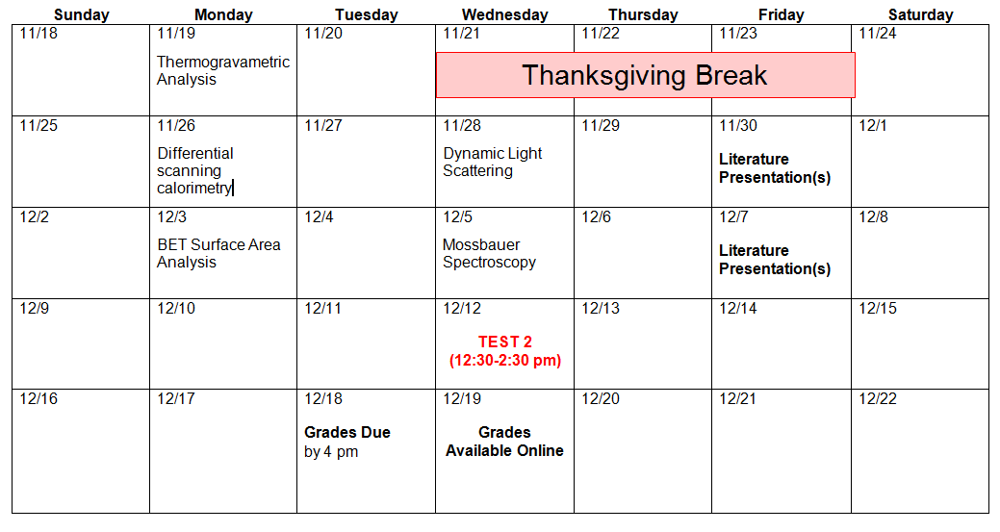 Sunday Monday Tuesday Wednesday Thursday Friday Saturday
11/18 11/19 11/20 11/21 11/22 11/23 11/24
Thermogravametric
Analysis
Thanksgiving Break
11/25 11/26 11/27 11/28 11/29 11/30 12/1
Differential
scanning
calorimetry
Dynamic Light
Scattering
Literature
Presentation(s)
12/2 12/3 12/4 12/5 12/6 12/7 12/8
BET Surface Area
Analysis
Mossbauer
Spectroscopy
Literature
Presentation(s)
12/9 12/10 12/11 12/12 12/13 12/14 12/15
TEST 2
(12:30-2:30 pm)
12/16 12/17 12/18 12/19 12/20 12/21 12/22
Grades Due
by 4 pm
Grades
Available Online